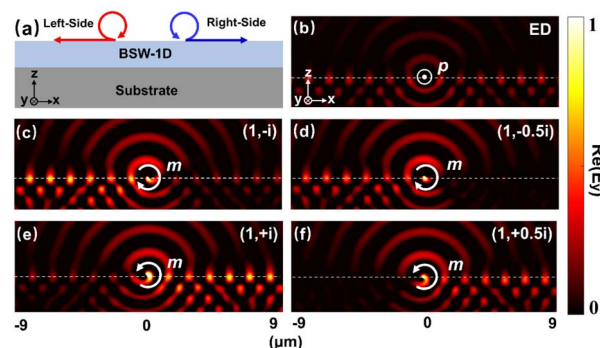 (a) Left-Side Right-Side
BSW-1D
Substrate
z
y x
(b) ED
p
(c) (1,-i)
m
(d) (1,-0.5i)
m
(e) (1,+i)
m
(f) (1,+0.5i)
m
-9 0 9 -9 0 9
(μm)
1
Re(Ey)
0